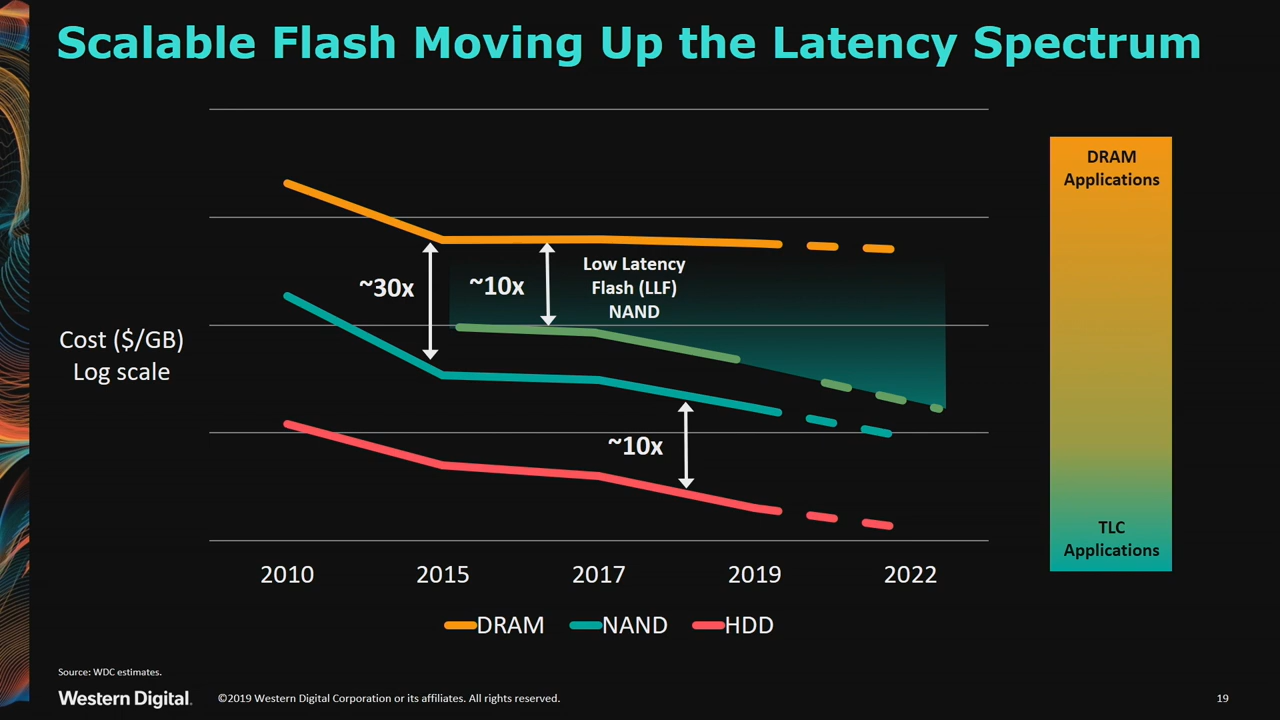 Scalable Flash Moving Up the Latency Spectrum
DRAM
Applications
~30x
~10x
Low Latency
Flash (LLF)
NAND
Cost ($/GB)
Log scale
~10x
TLC
Applications
2010
2015
2017
2019
2022
DRAM
NAND
HDD
Source: WDC estimates.
Western Digital.
©2019 Western Digital Corporation or its affiliates. All rights reserved.
19